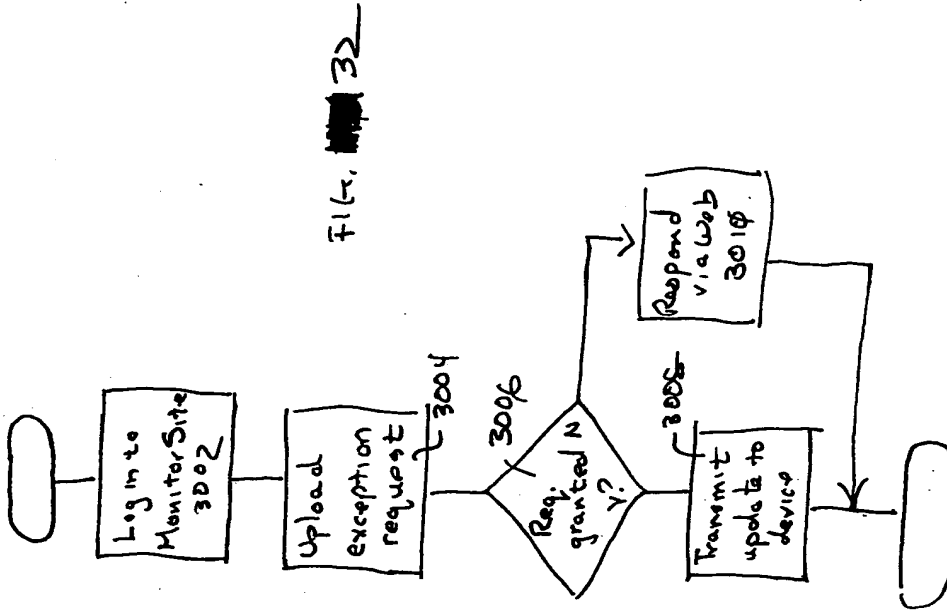 Log in to
Monitor Site
3002
Upload
exception
request
3004
3006
Req.
granted N
Y?
3008
Transmit
update to
device
Respond
via Web
3010
FIG. 32